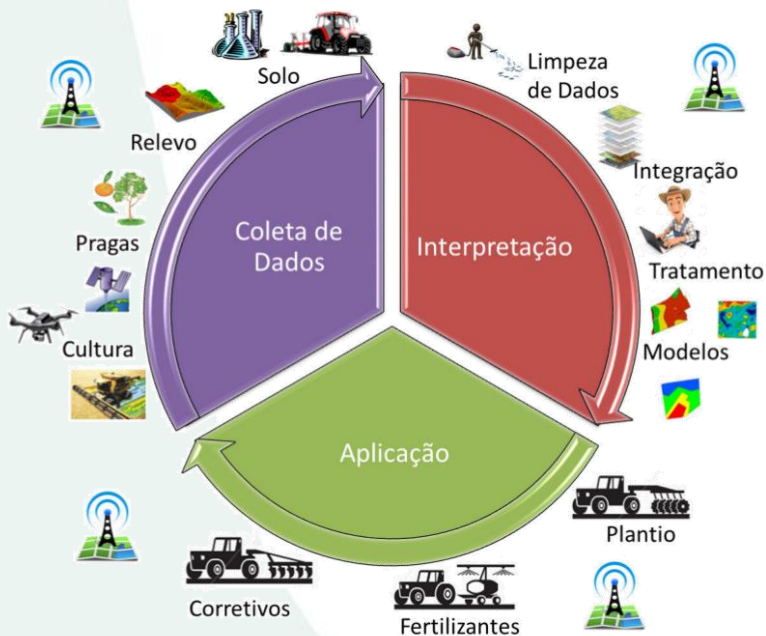 Solo
Relevo
Pragas
Cultura
Coleta de
Dados
Limpeza
de Dados
Integração
Tratamento
Modelos
Interpretação
Aplicação
Plantio
Fertilizantes
Corretivos